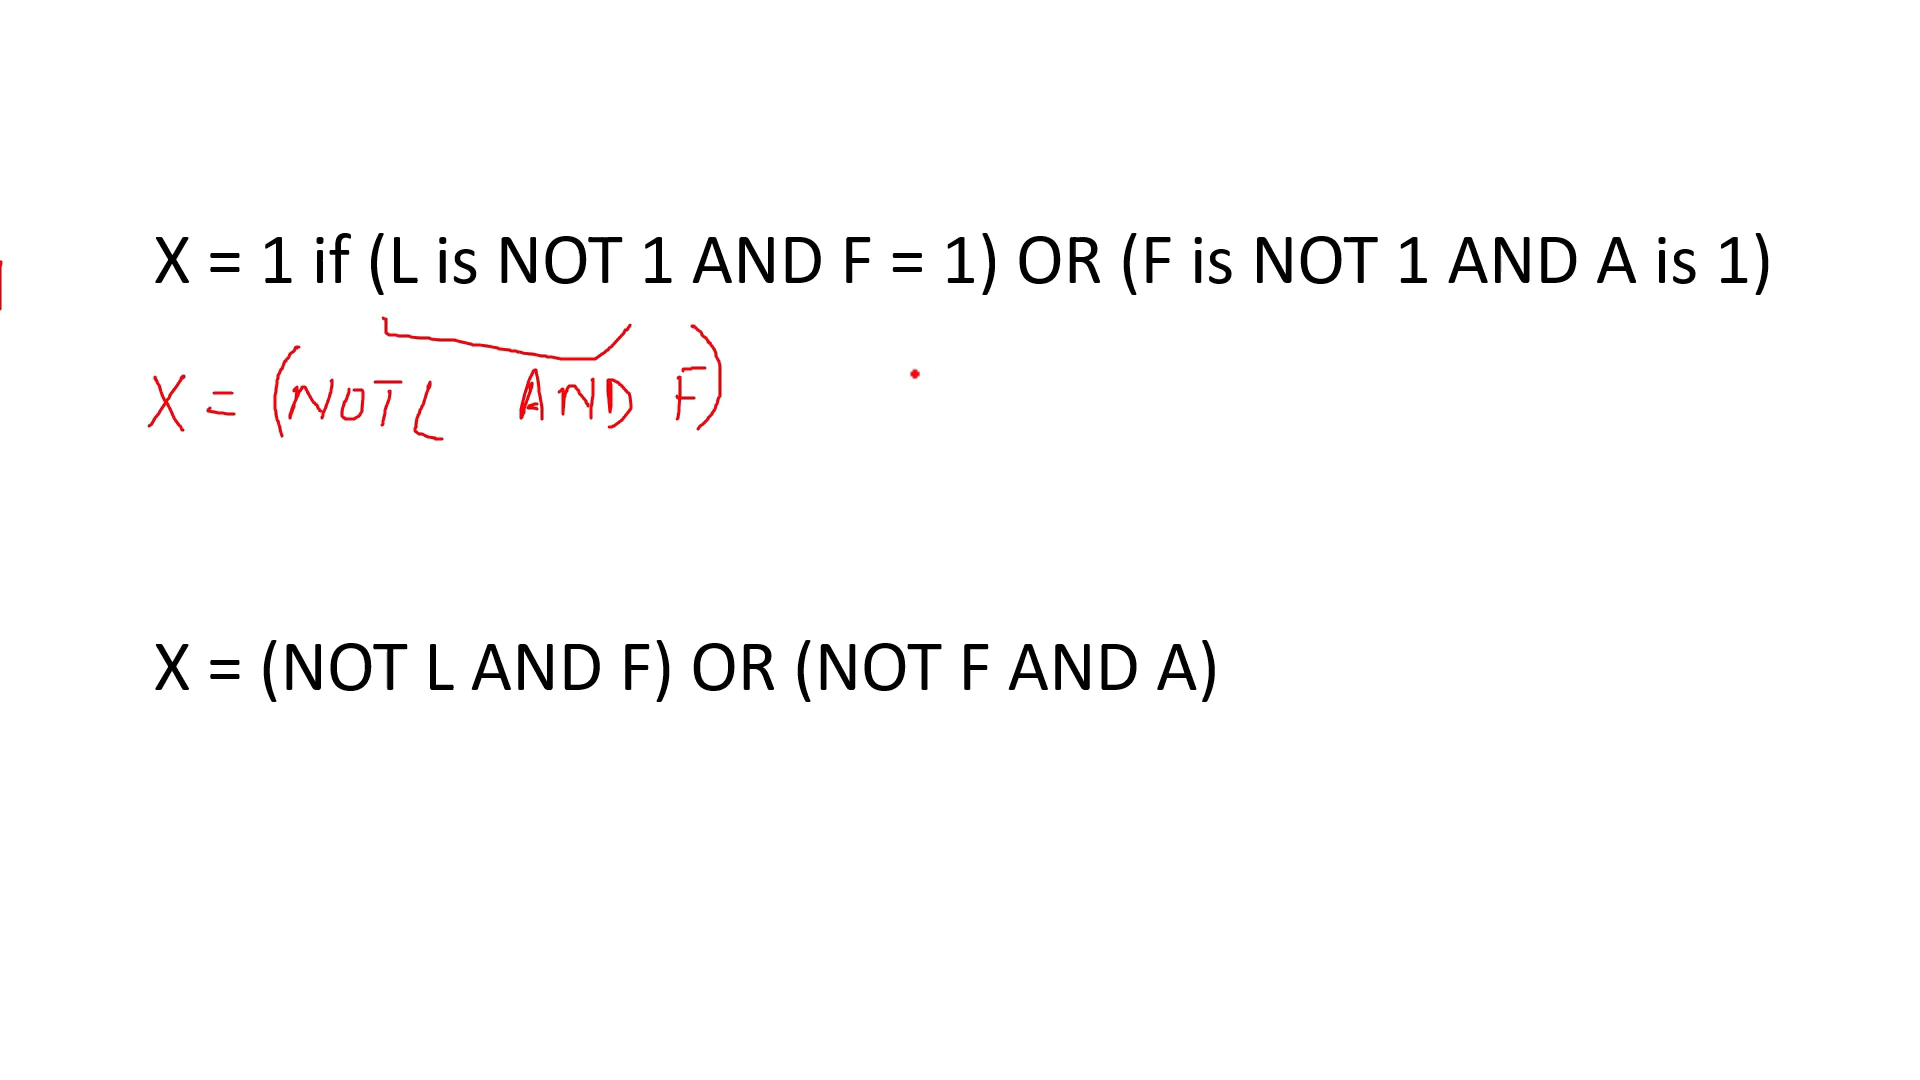 X = 1 if (L is NOT 1 AND F = 1) OR (F is NOT 1 AND A is 1)
X = (NOT L AND F)
X = (NOT L AND F) OR (NOT F AND A)